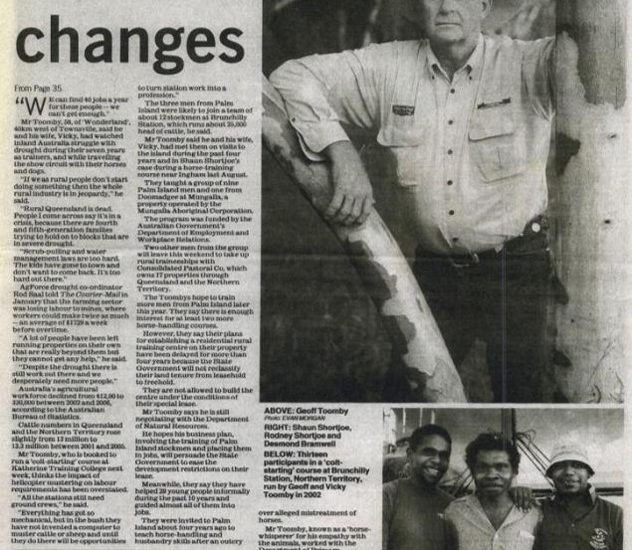 changes
From Page 35
"WE can find 40 jobs a year
for these people — we
can't get enough."
Mr Toomby, 58, of 'Wonderland',
40km west of Townsville, said he
and his wife, Vicky, had watched
inland Australia struggle with
drought during their seven years
as trainers, and while travelling
the show circuit with their horses
and dogs.
"If we as rural people don't start
doing something then the whole
rural industry is in jeopardy," he
said.
"Rural Queensland is dead.
People I come across say it's in a
crisis, because there are fourth
and fifth-generation families
trying to hold on to blocks that are
in severe drought.
"Scrub-pulling and water
management laws are too hard.
The kids have gone to town and
don't want to come back. It's too
hard out there."
AgForce drought co-ordinator
Rod Saal told The Courier-Mail in
January that the farming sector
was losing labour to mines, where
workers could make twice as much
— an average of $1729 a week
before overtime.
"A lot of people have been left
running properties on their own
that are really beyond them but
they cannot get any help," he said.
"Despite the drought there is
still work out there and we
desperately need more people."
Australia's agricultural
workforce declined from
between 2002 and 2006,
according to the Australian
Bureau of Statistics.
Cattle numbers in Queensland
and the Northern Territory rose
slightly from 13 million to
13.3 million between 2001 and 2005.
Mr Toomby, who is booked to
run a 'colt-starting' course at
Katherine Training College next
week, thinks the impact of
helicopter mustering on labour
requirements has been overstated.
"All the stations still need
ground crews," he said.
"Everything has got so
mechanical, but in the bush they
have not invented a computer to
muster cattle or sheep and until
they do there will be opportunities
to turn station work into a
profession."
The three men from Palm
Island were likely to join a team of
about 12 stockmen at Brunchilly
Station, which runs about 25,000
head of cattle, he said.
Mr Toomby said he and his wife,
Vicky, had met them on visits to
the island during the past four
years and in Shaun Shortjoe's
case during a horse-training
course near Ingham last August.
They taught a group of nine
Palm Island men and one from
Doomadgee at Mungalla, a
property operated by the
Mungalla Aboriginal Corporation.
The program was funded by the
Australian Government's
Department of Employment and
Workplace Relations.
Two other men from the group
will leave this weekend to take up
rural traineeships with
Consolidated Pastoral Co, which
owns 17 properties through
Queensland and the Northern
Territory.
The Toombys hope to train
more men from Palm Island later
this year. They say there is enough
interest for at least two more
horse-handling courses.
However, they say their plans
for establishing a residential rural
training centre on their property
have been delayed for more than
four years because the State
Government will not reclassify
their land tenure from leasehold
to freehold.
They are not allowed to build the
centre under the conditions of
their special lease.
Mr Toomby says he is still
negotiating with the Department
of Natural Resources.
He hopes his business plan,
involving the training of Palm
Island stockmen and placing them
in jobs, will persuade the State
Government to ease the
development restrictions on their
lease.
Meanwhile, they say they have
helped 29 young people informally
during the past 10 years and
guided almost all of them into
jobs.
They were invited to Palm
Island about four years ago to
teach horse-handling and
husbandry skills after an outcry
ABOVE: Geoff Toomby
Photo: EVAN MORGAN
RIGHT: Shaun Shortjoe,
Rodney Shortjoe and
Desmond Bramwell
BELOW: Thirteen
participants in a 'colt-
starting' course at Brunchilly
Station, Northern Territory,
run by Geoff and Vicky
Toomby in 2002
over alleged mistreatment of
horses.
Mr Toomby, known as a 'horse-
whisperer' for his empathy with
the animals, worked with the